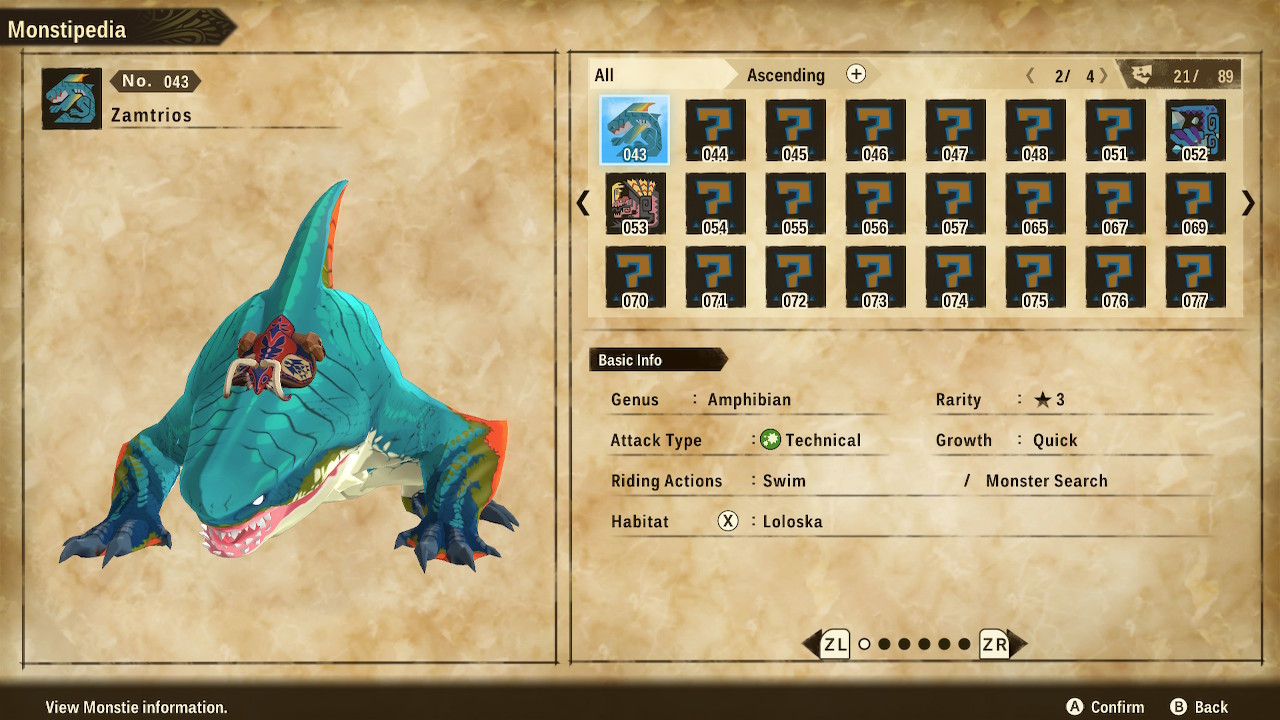 Monstipedia
No. 043
Zamtrios
All
Ascending +
2/ 4
21/ 89
043 044 045 046 047 048 051 052
053 054 055 056 057 065 067 069
070 071 072 073 074 075 076 077
Basic Info
Genus : Amphibian
Rarity : ★ 3
Attack Type : Technical
Growth : Quick
Riding Actions : Swim / Monster Search
Habitat X : Loloska
ZL ZR
View Monstie information.
A Confirm B Back